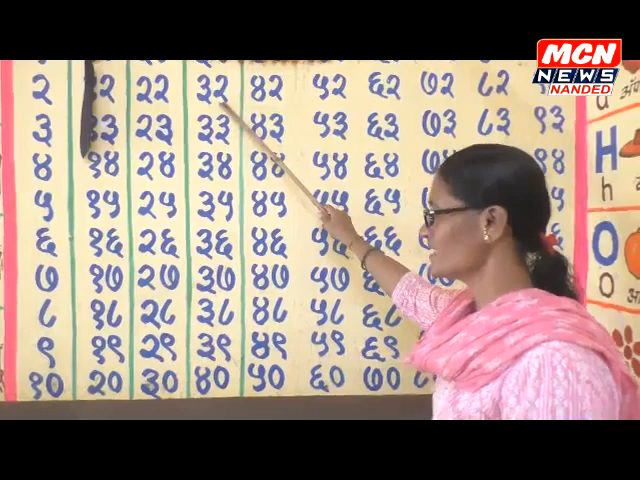 MCN
NEWS
NANDED
२ १२ २२ ३२ ४२ ५२ ६२ ७२ ८२
३ १३ २३ ३३ ४३ ५३ ६३ ७३ ८३ ९३
४ १४ २४ ३४ ४४ ५४ ६४ ७४ ९४
५ १५ २५ ३५ ४५ ५५ ६५
६ १६ २६ ३६ ४६ ५६ ६६
७ १७ २७ ३७ ४७ ५७ ६७
८ १८ २८ ३८ ४८ ५८ ६८
९ १९ २९ ३९ ४९ ५९ ६९
१० २० ३० ४० ५० ६० ७०
H
h
O
o